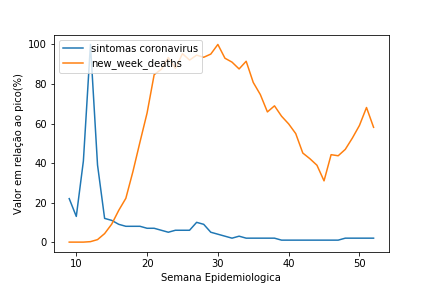 sintomas coronavirus
new_week_deaths
Valor em relação ao pico(%)
100
80
60
40
20
0
10
20
30
40
50
Semana Epidemiologica